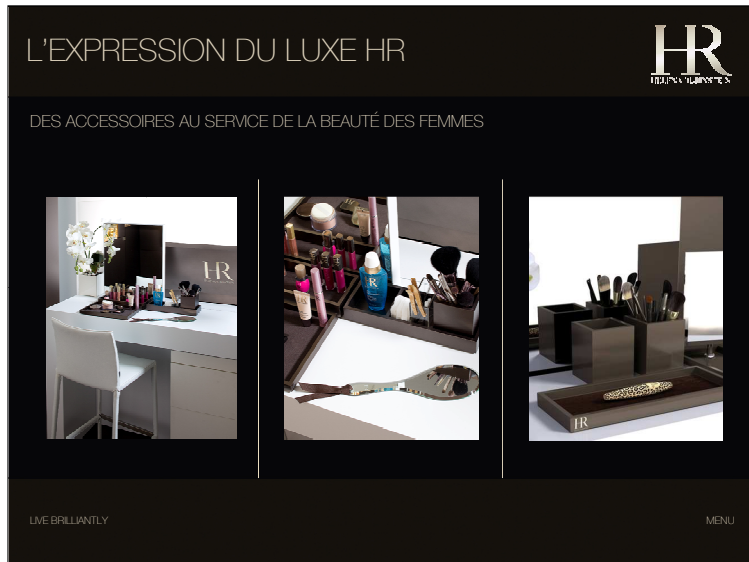 L'EXPRESSION DU LUXE HR
HR
DES ACCESSOIRES AU SERVICE DE LA BEAUTÉ DES FEMMES
HR
HR
HR
LIVE BRILLIANTLY
MENU